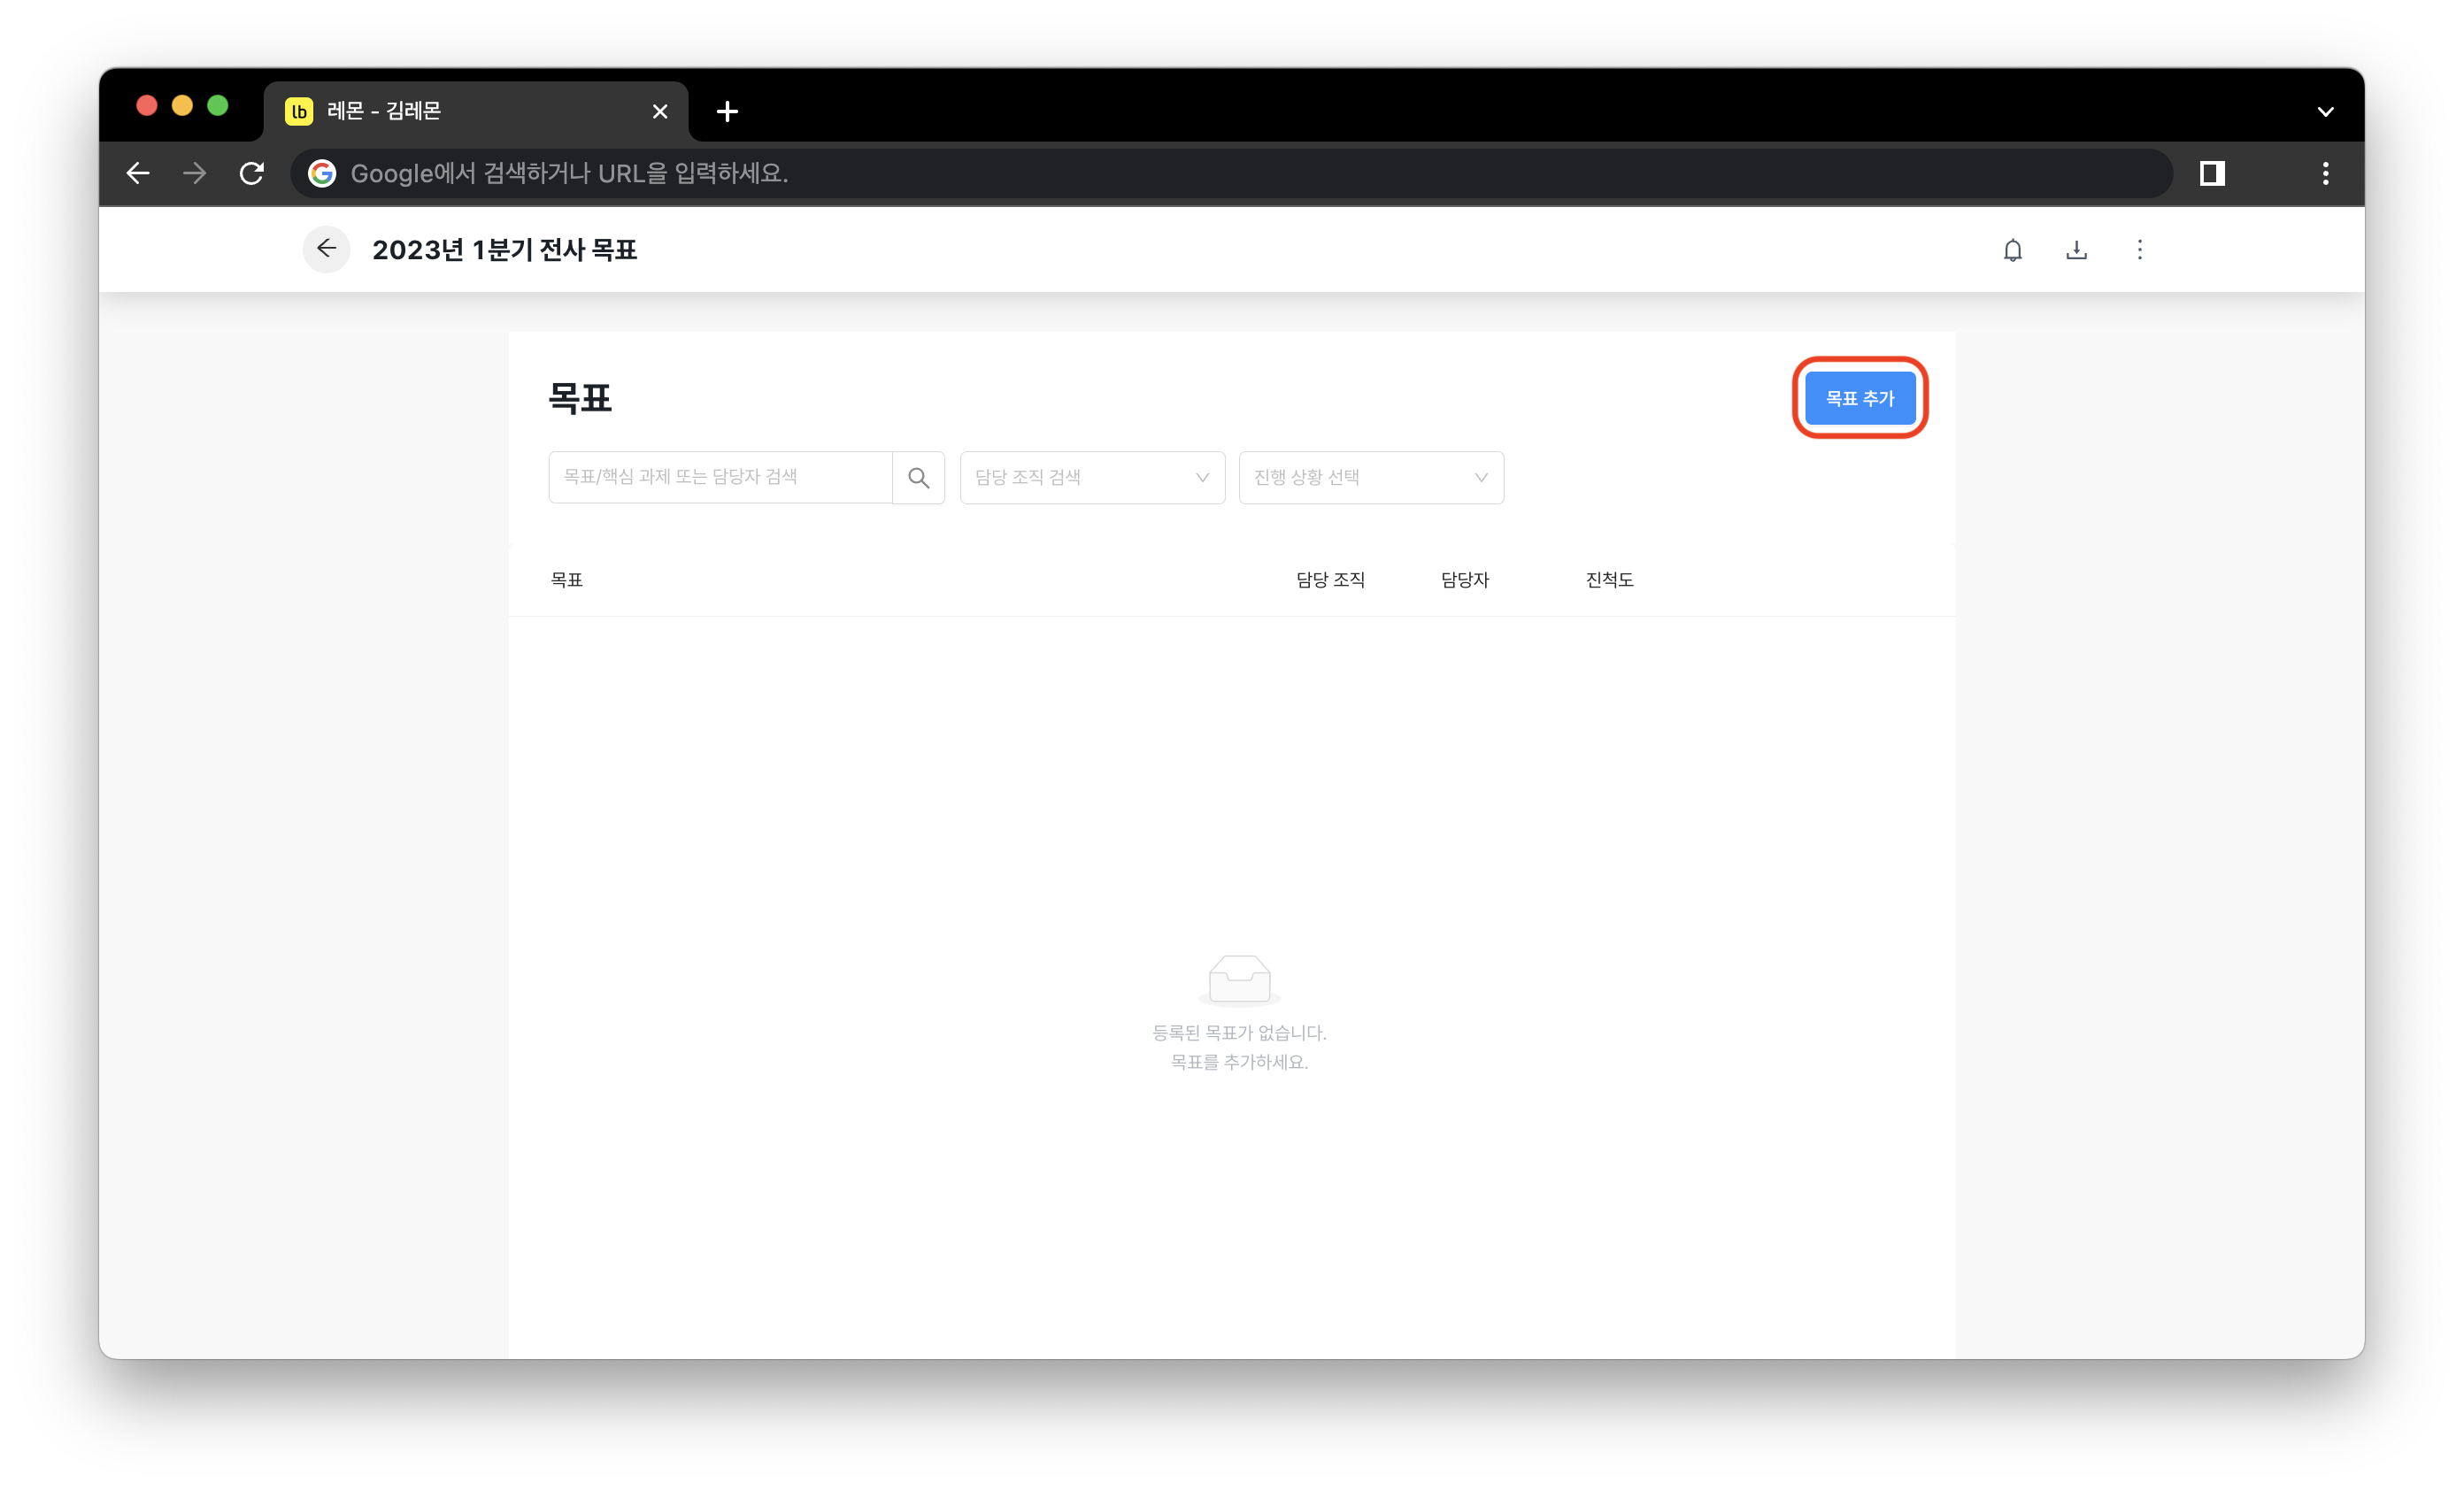 lb 레몬 - 김레몬
Google에서 검색하거나 URL을 입력하세요.
2023년 1분기 전사 목표
목표
목표 추가
목표/핵심 과제 또는 담당자 검색 담당 조직 검색 진행 상황 선택
목표 담당 조직 담당자 진척도
등록된 목표가 없습니다.
목표를 추가하세요.